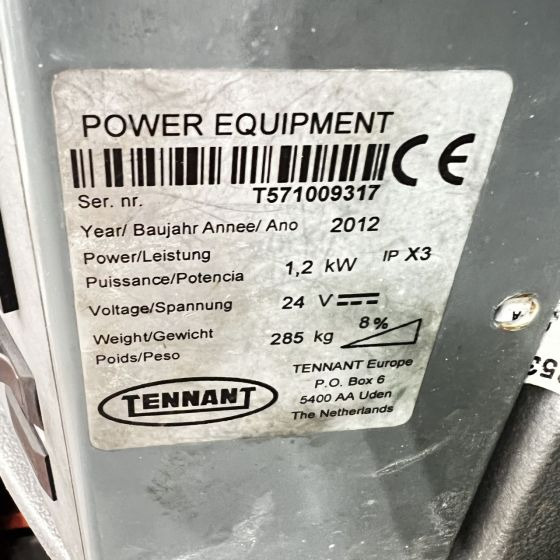 POWER EQUIPMENT
CE
Ser. nr. T571009317
Year/ Baujahr Annee/ Ano 2012
Power/Leistung
Puissance/Potencia 1,2 kW IP X3
Voltage/Spannung 24 V
Weight/Gewicht
Poids/Peso 285 kg 8%
TENNANT
TENNANT Europe
P.O. Box 6
5400 AA Uden
The Netherlands
A